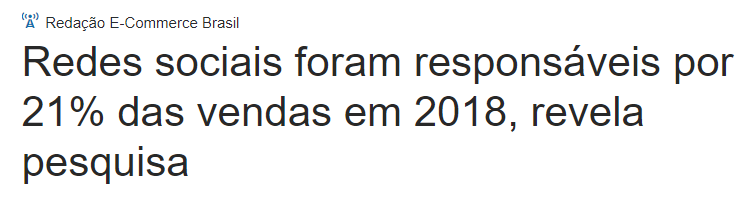 Redação E-Commerce Brasil
Redes sociais foram responsáveis por
21% das vendas em 2018, revela
pesquisa